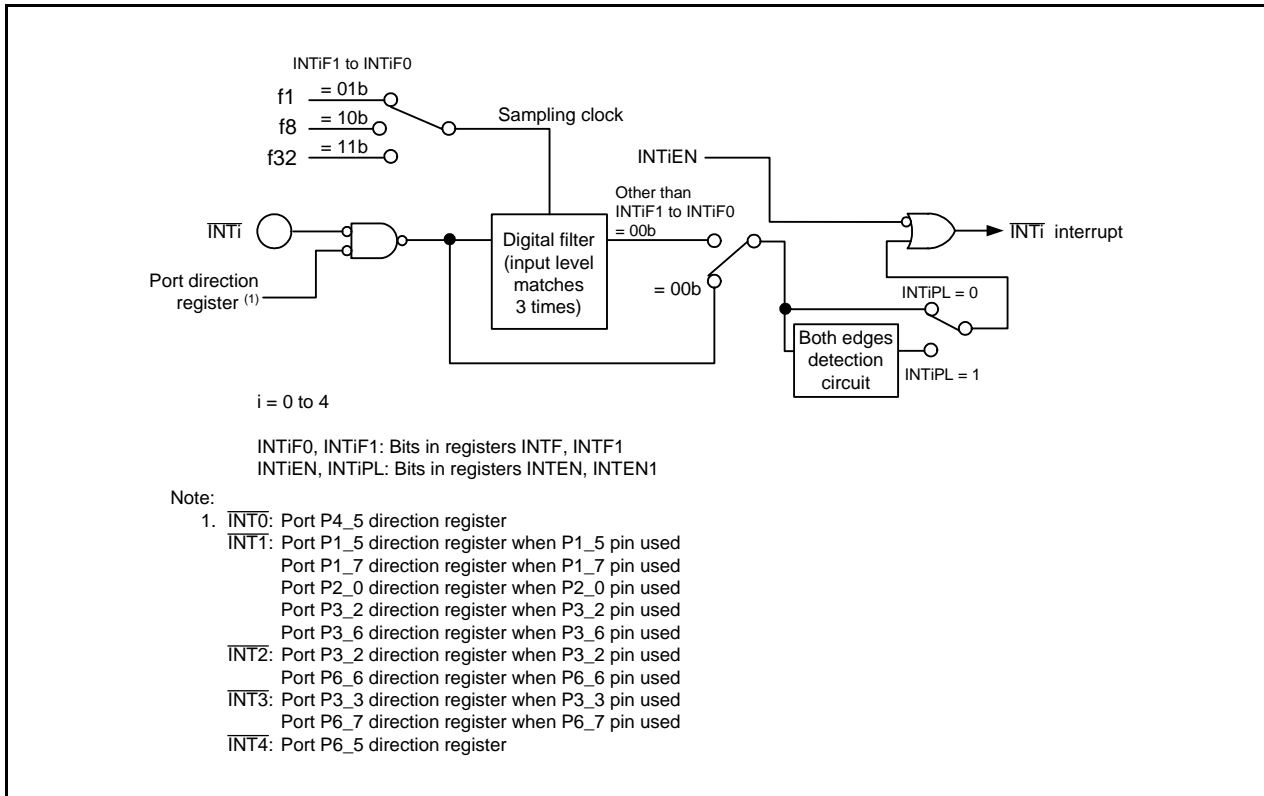 INTiF1 to INTiF0
f1
= 01b
f8
= 10b
f32
= 11b
Sampling clock
INTiEN
Other than
INTiF1 to INTiF0
= 00b
INTi
Port direction
register (1)
Digital filter
(input level
matches
3 times)
= 00b
INTi interrupt
INTiPL = 0
Both edges
detection
circuit
INTiPL = 1
i = 0 to 4
INTiF0, INTiF1: Bits in registers INTF, INTF1
INTiEN, INTiPL: Bits in registers INTEN, INTEN1
Note:
1. INT0: Port P4_5 direction register
INT1: Port P1_5 direction register when P1_5 pin used
Port P1_7 direction register when P1_7 pin used
Port P2_0 direction register when P2_0 pin used
Port P3_2 direction register when P3_2 pin used
Port P3_6 direction register when P3_6 pin used
INT2: Port P3_2 direction register when P3_2 pin used
Port P6_6 direction register when P6_6 pin used
INT3: Port P3_3 direction register when P3_3 pin used
Port P6_7 direction register when P6_7 pin used
INT4: Port P6_5 direction register